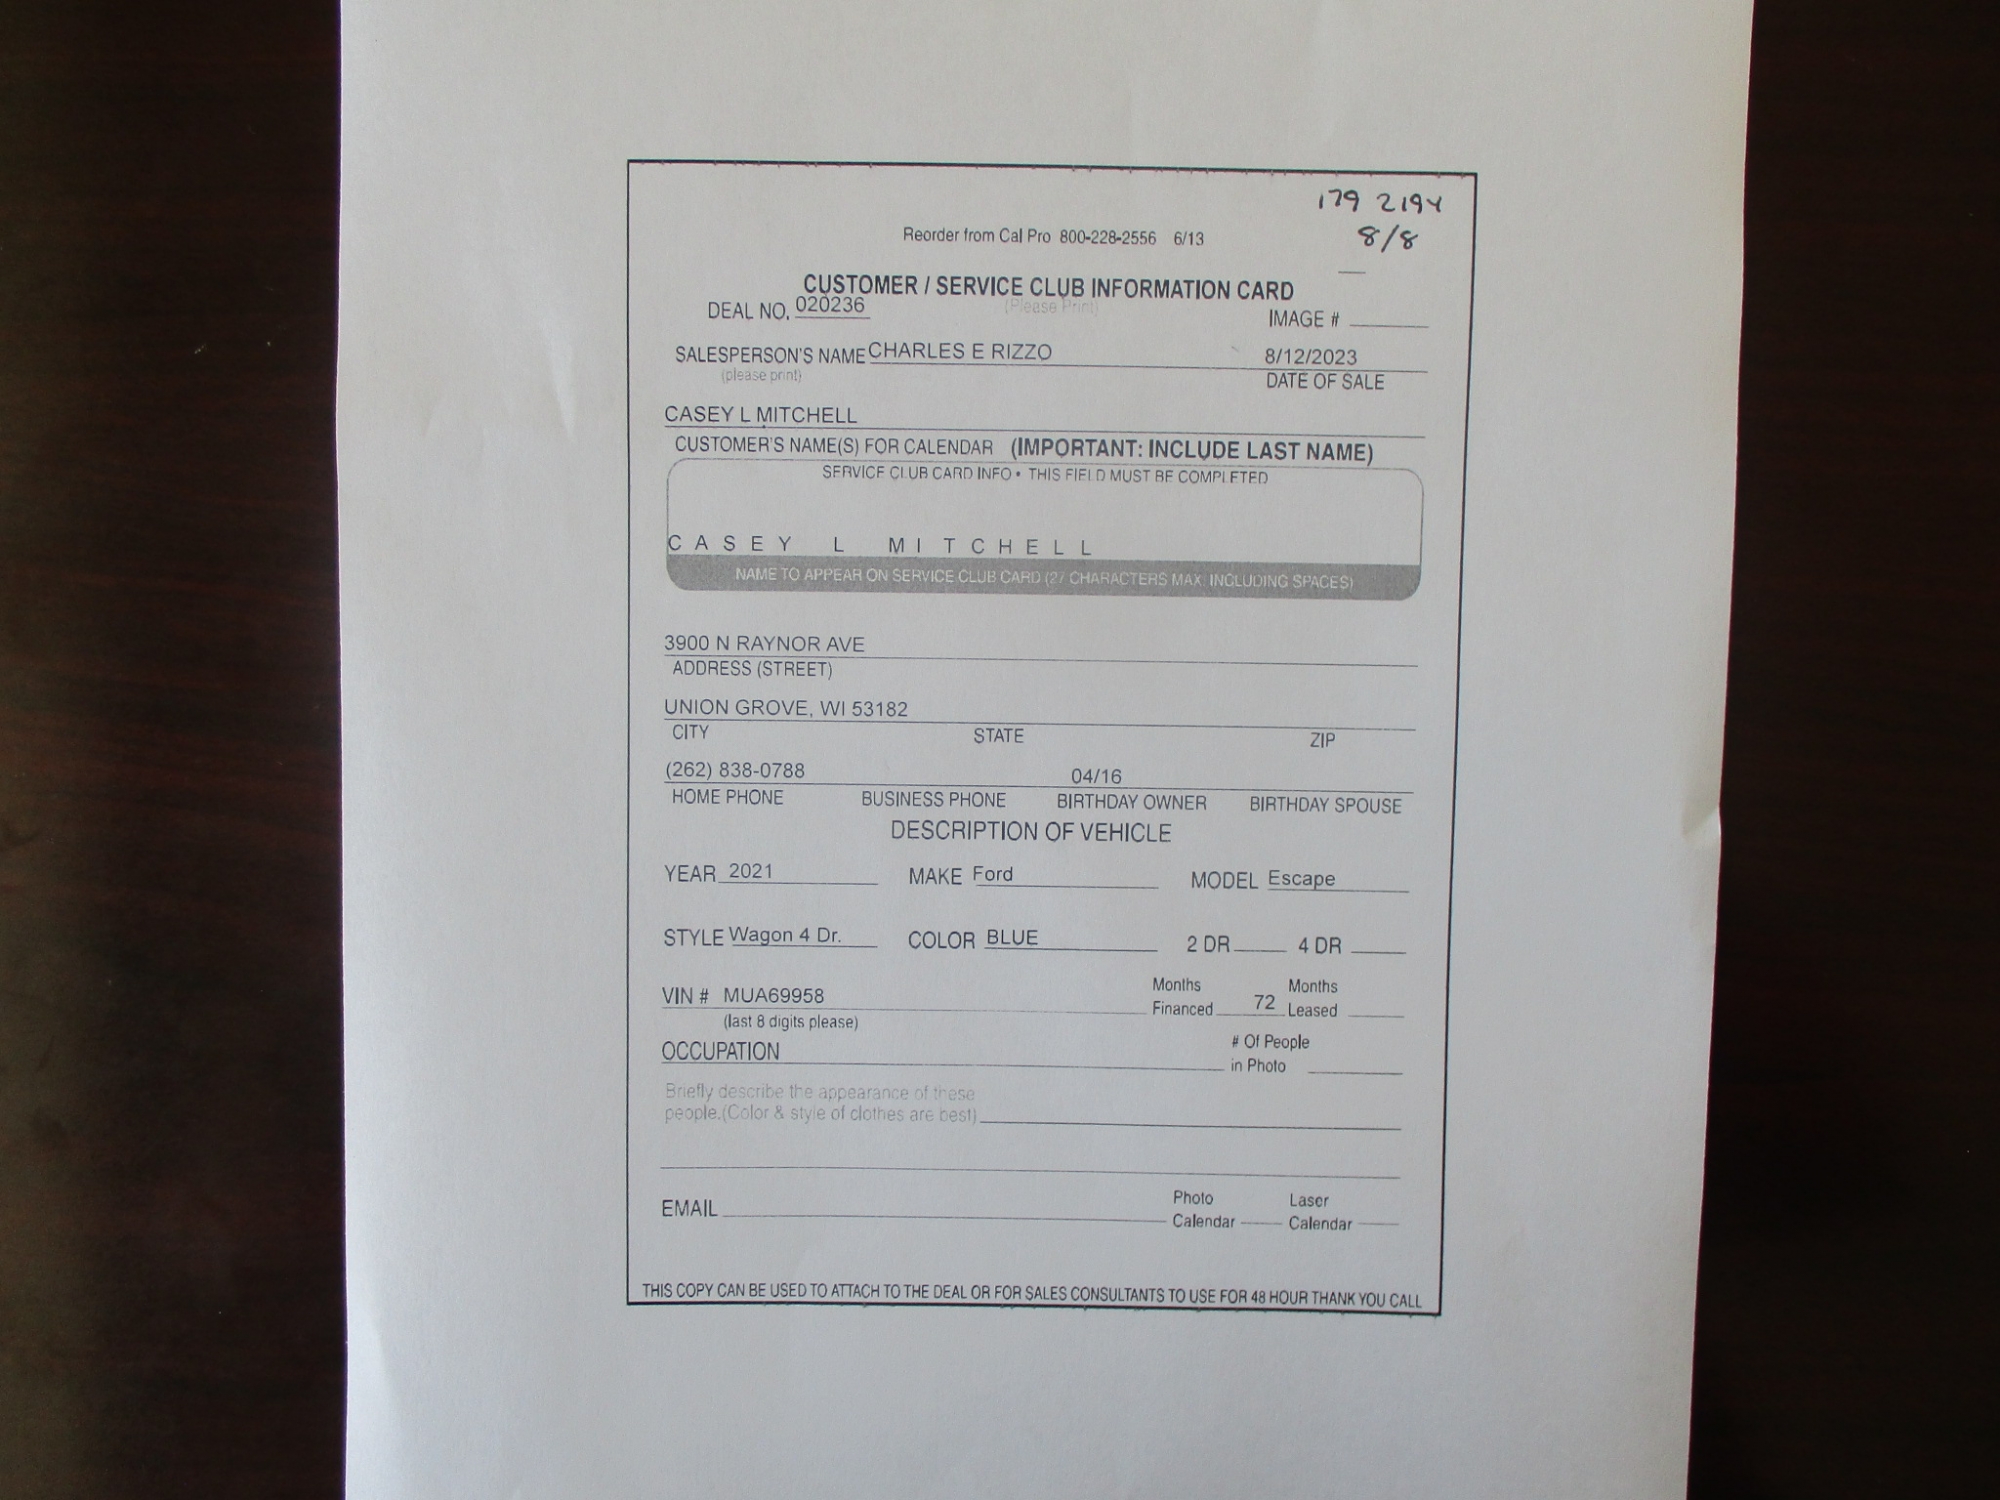 179 2194
Reorder from Cal Pro 800-228-2556 6/13
8/8
CUSTOMER / SERVICE CLUB INFORMATION CARD
(Please Print)
DEAL NO. 020236
IMAGE #
SALESPERSON'S NAME CHARLES E RIZZO 8/12/2023
(please print) DATE OF SALE
CASEY L MITCHELL
CUSTOMER'S NAME(S) FOR CALENDAR (IMPORTANT: INCLUDE LAST NAME)
SERVICE CLUB CARD INFO • THIS FIELD MUST BE COMPLETED
CASEY L MITCHELL
NAME TO APPEAR ON SERVICE CLUB CARD (27 CHARACTERS MAX. INCLUDING SPACES)
3900 N RAYNOR AVE
ADDRESS (STREET)
UNION GROVE, WI 53182
CITY STATE ZIP
(262) 838-0788 04/16
HOME PHONE BUSINESS PHONE BIRTHDAY OWNER BIRTHDAY SPOUSE
DESCRIPTION OF VEHICLE
YEAR 2021 MAKE Ford MODEL Escape
STYLE Wagon 4 Dr. COLOR BLUE 2 DR 4 DR
Months Months
VIN # MUA69958 Financed 72 Leased
(last 8 digits please)
OCCUPATION # Of People
in Photo
Briefly describe the appearance of these
people.(Color & style of clothes are best)
Photo Laser
EMAIL Calendar Calendar
THIS COPY CAN BE USED TO ATTACH TO THE DEAL OR FOR SALES CONSULTANTS TO USE FOR 48 HOUR THANK YOU CALL